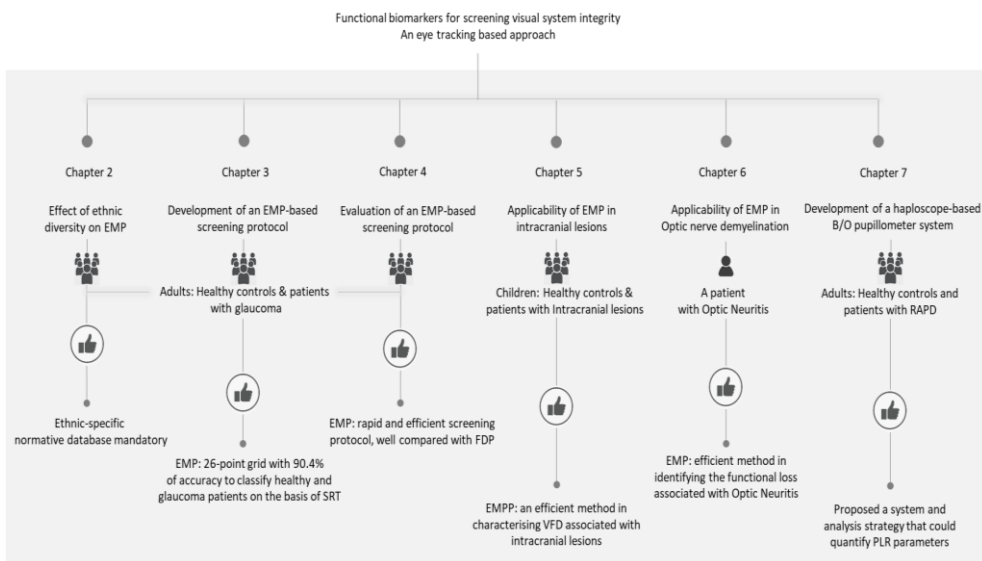 Functional biomarkers for screening visual system integrity
An eye tracking based approach
Chapter 2
Effect of ethnic
diversity on EMP
Chapter 3
Development of an EMP-based
screening protocol
Chapter 4
Evaluation of an EMP-based
screening protocol
Adults: Healthy controls & patients
with glaucoma
Ethnic-specific
normative database mandatory
EMP: 26-point grid with 90.4%
of accuracy to classify healthy and
glaucoma patients on the basis of SRT
EMP: rapid and efficient screening
protocol, well compared with FDP
Chapter 5
Applicability of EMP in
intracranial lesions
Children: Healthy controls &
patients with Intracranial lesions
EMPP: an efficient method in
characterising VFD associated with
intracranial lesions
Chapter 6
Applicability of EMP in
Optic nerve demyelination
A patient
with Optic Neuritis
EMP: efficient method in
identifying the functional loss
associated with Optic Neuritis
Chapter 7
Development of a haploscope-based
B/O pupillometer system
Adults: Healthy controls and
patients with RAPD
Proposed a system and
analysis strategy that could
quantify PLR parameters